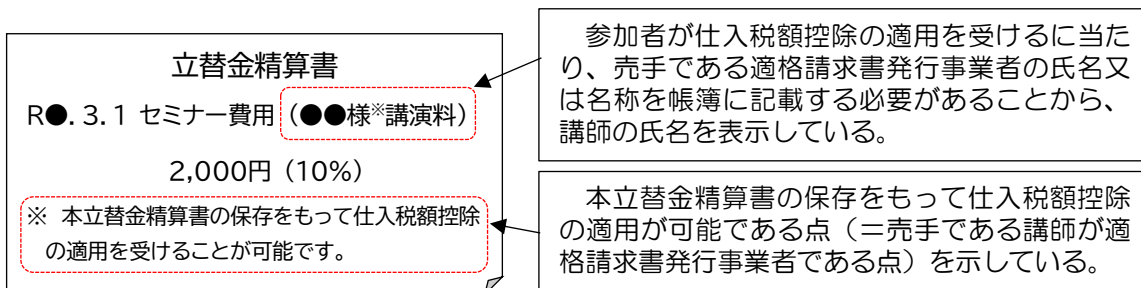 立替金精算書
R●.3.1 セミナー費用(●●様※講演料)
2,000円(10%)
※ 本立替金精算書の保存をもって仕入税額控除
の適用を受けることが可能です。
参加者が仕入税額控除の適用を受けるに当た
り、売手である適格請求書発行事業者の氏名又
は名称を帳簿に記載する必要があることから、
講師の氏名を表示している。
本立替金精算書の保存をもって仕入税額控除
の適用が可能である点(=売手である講師が適
格請求書発行事業者である点)を示している。